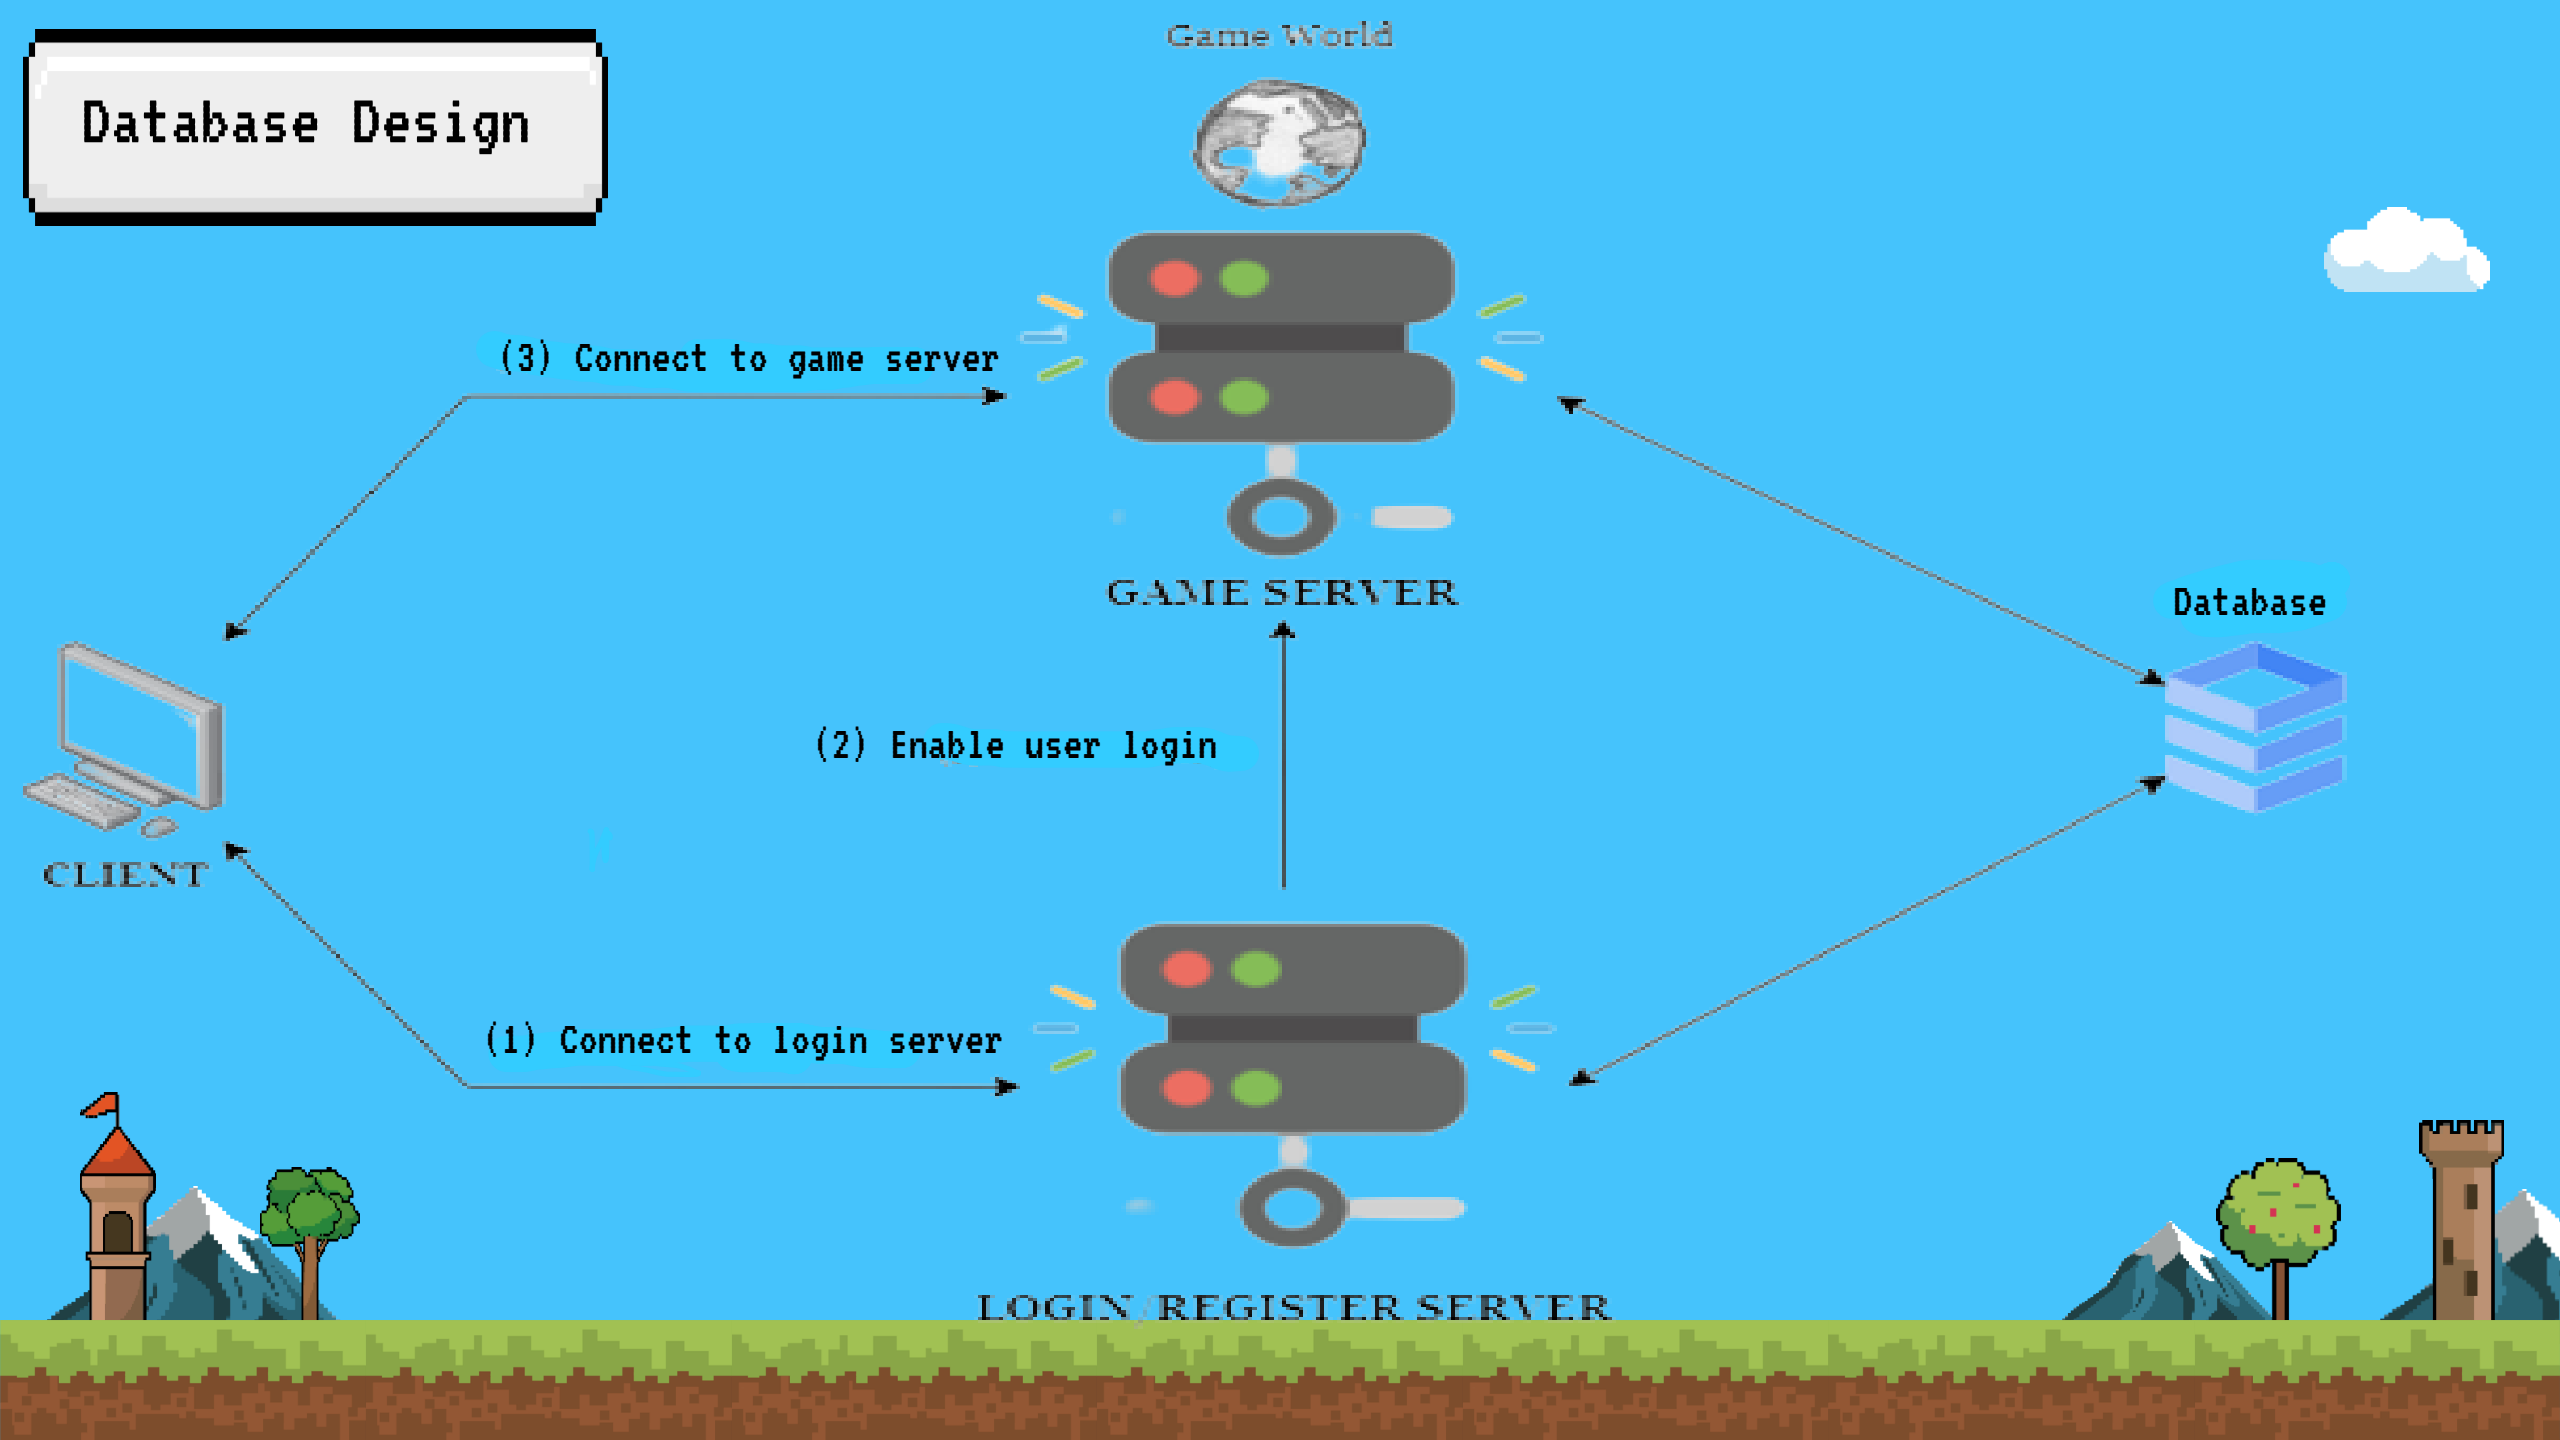 Database Design
Game World
(3) Connect to game server
GAME SERVER
Database
(2) Enable user login
CLIENT
(1) Connect to login server
LOGIN/REGISTER SERVER